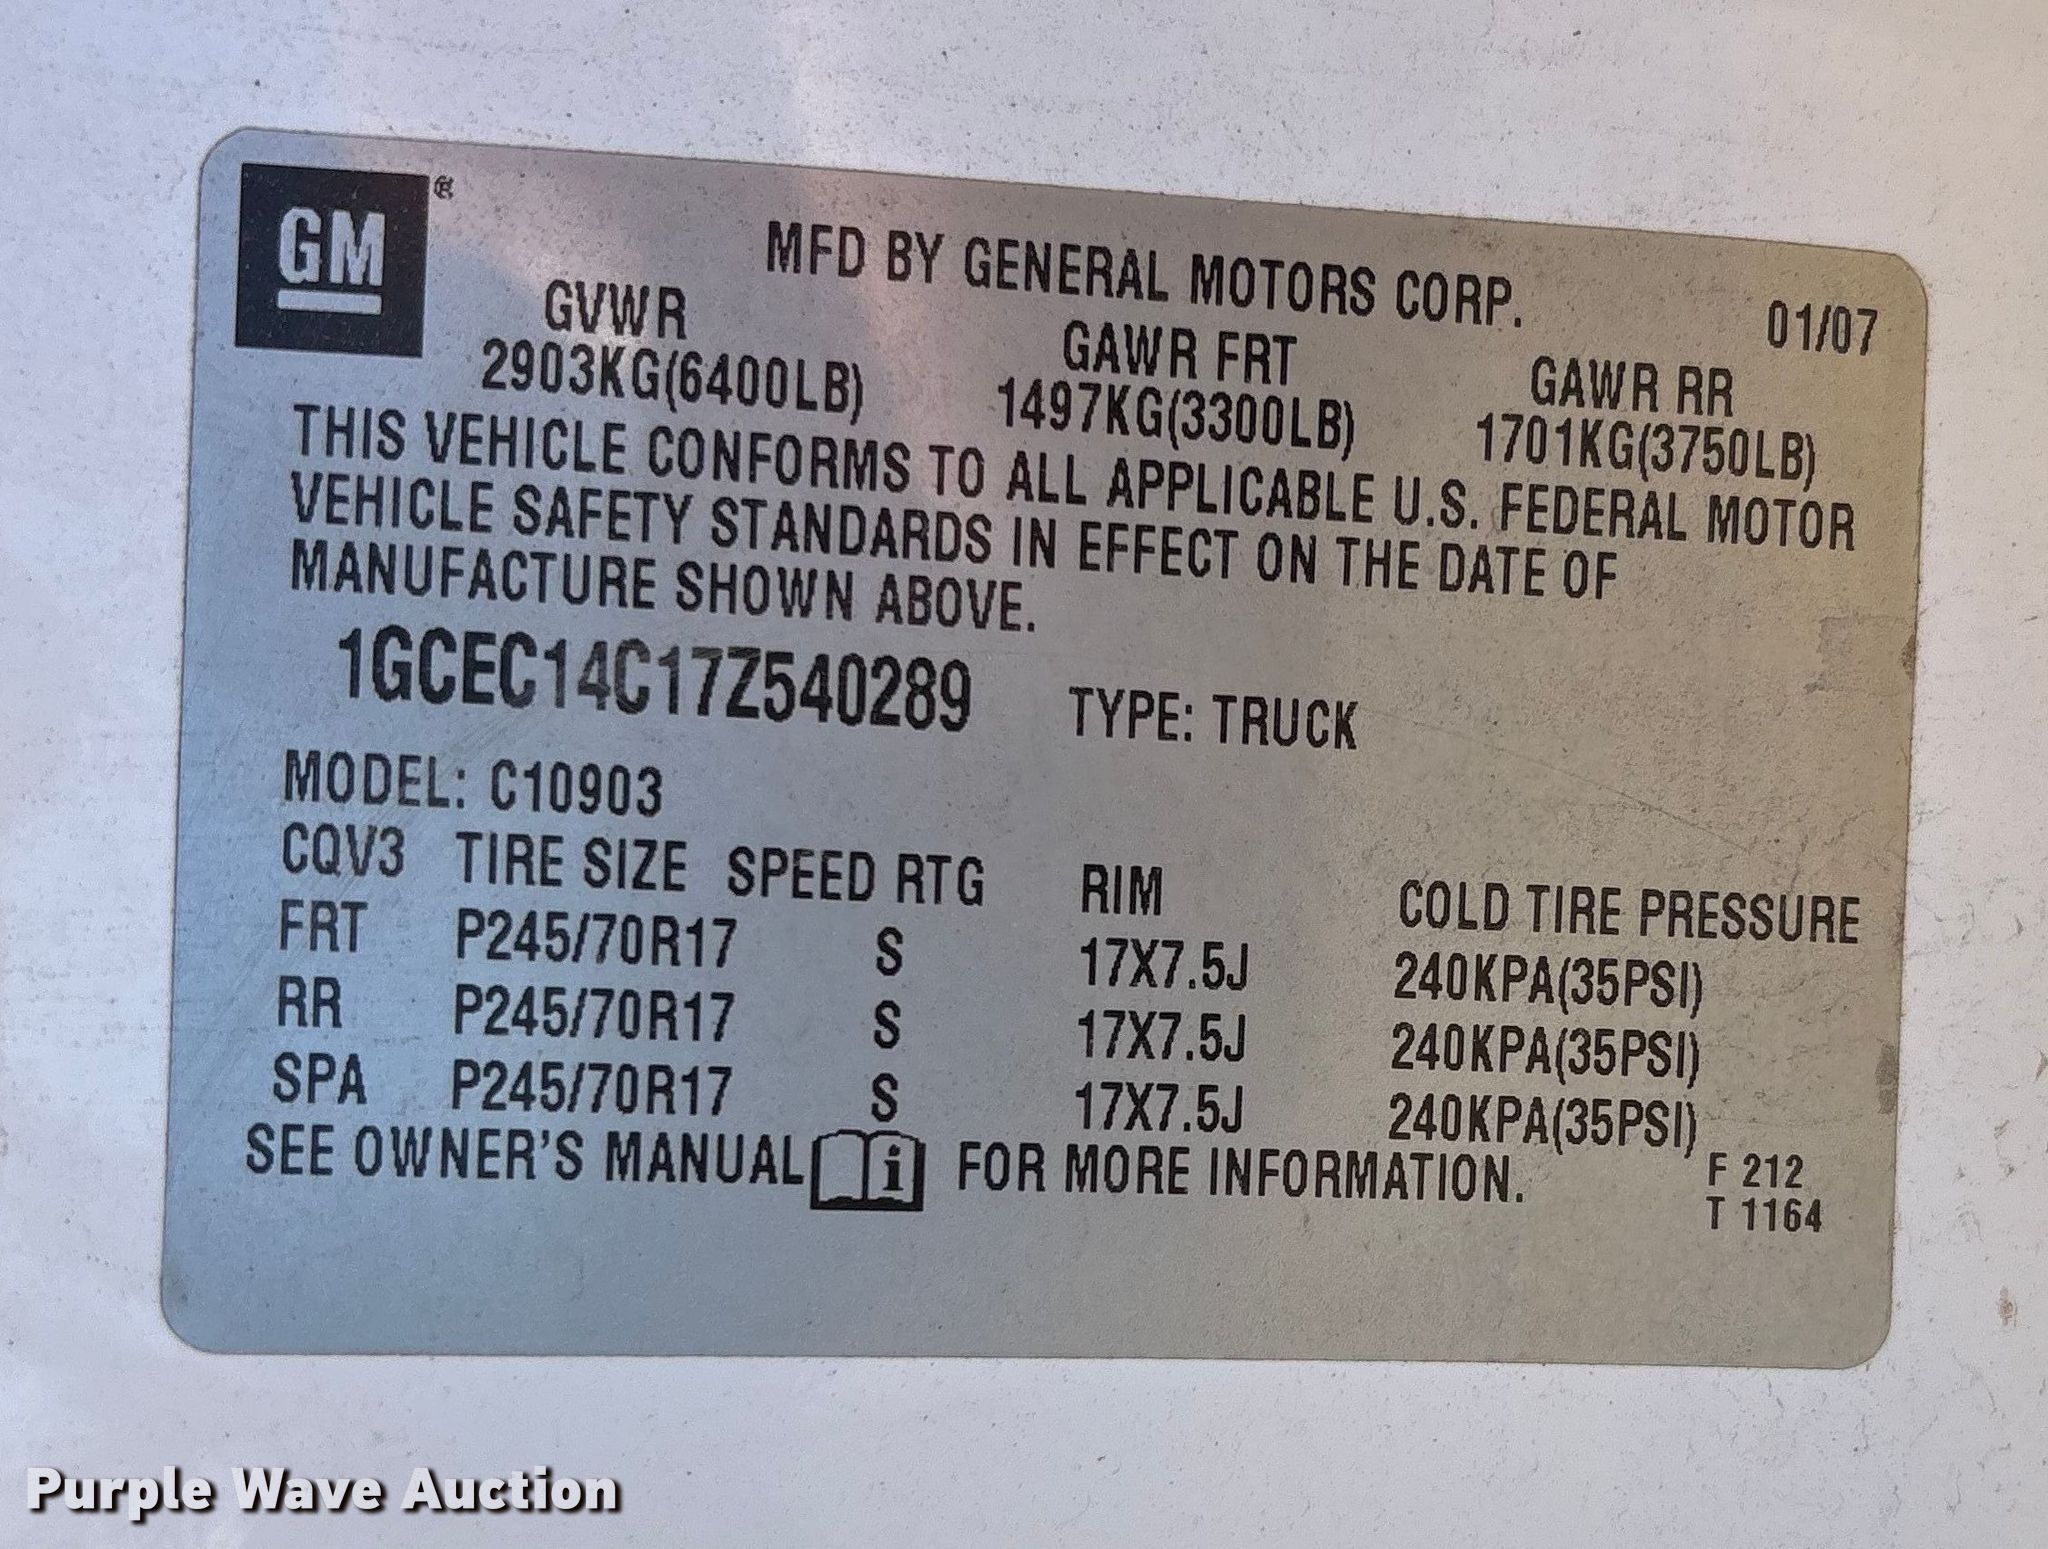 GM®
MFD BY GENERAL MOTORS CORP.
01/07
GVWR
GAWR FRT
GAWR RR
2903KG(6400LB)
1497KG(3300LB)
1701KG(3750LB)
THIS VEHICLE CONFORMS TO ALL APPLICABLE U.S. FEDERAL MOTOR
VEHICLE SAFETY STANDARDS IN EFFECT ON THE DATE OF
MANUFACTURE SHOWN ABOVE.
1GCEC14C17Z540289 TYPE: TRUCK
MODEL: C10903
CQV3 TIRE SIZE SPEED RTG RIM COLD TIRE PRESSURE
FRT P245/70R17 S 17X7.5J 240KPA(35PSI)
RR P245/70R17 S 17X7.5J 240KPA(35PSI)
SPA P245/70R17 S 17X7.5J 240KPA(35PSI)
SEE OWNER'S MANUAL i FOR MORE INFORMATION.
F 212
T 1164
Purple Wave Auction